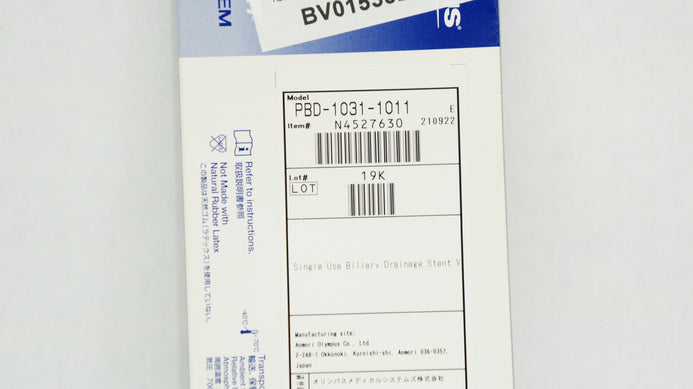 EM
Model
PBD-1031-1011
E
Item# N4527630 210922
Lot# 19K
LOT
Single Use Biliary Drainage Stent V
Manufacturing site:
Aomori Olympus Co., Ltd.
2-248-1 Okkonoki, Kuroishi-shi, Aomori 036-0357,
Japan
オリンパスメディカルシステムズ株式会社
Refer to instructions.
取扱説明書参照
Not Made with
Natural Rubber Latex
この製品は天然ゴム(ラテックス)を使用していない。
-40℃
~70℃